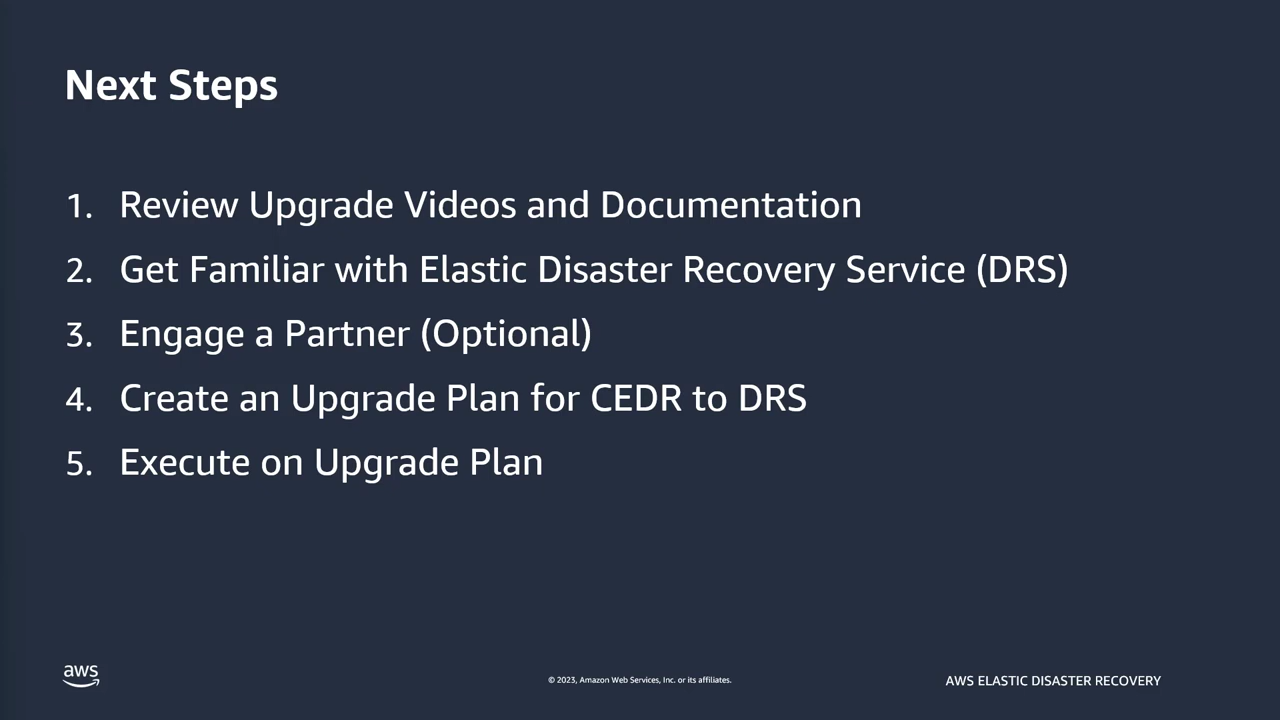 Next Steps
1. Review Upgrade Videos and Documentation
2. Get Familiar with Elastic Disaster Recovery Service (DRS)
3. Engage a Partner (Optional)
4. Create an Upgrade Plan for CEDR to DRS
5. Execute on Upgrade Plan
aws
© 2023, Amazon Web Services, Inc. or its affiliates.
AWS ELASTIC DISASTER RECOVERY